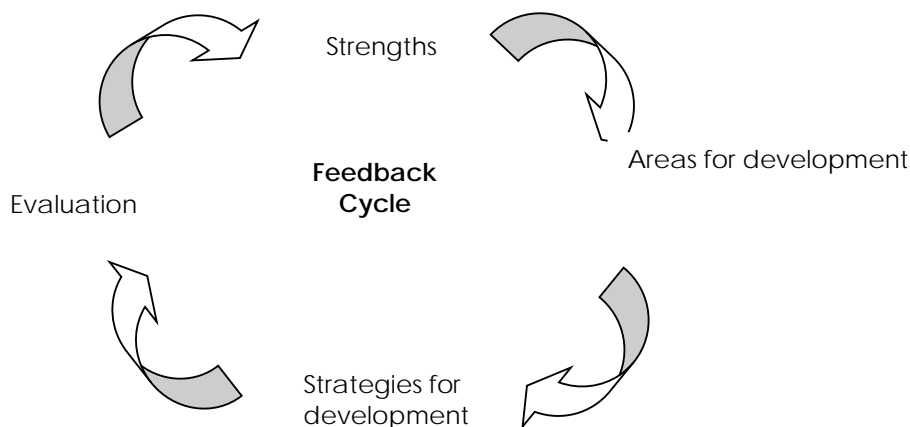 Strengths
Areas for development
Feedback
Cycle
Evaluation
Strategies for
development